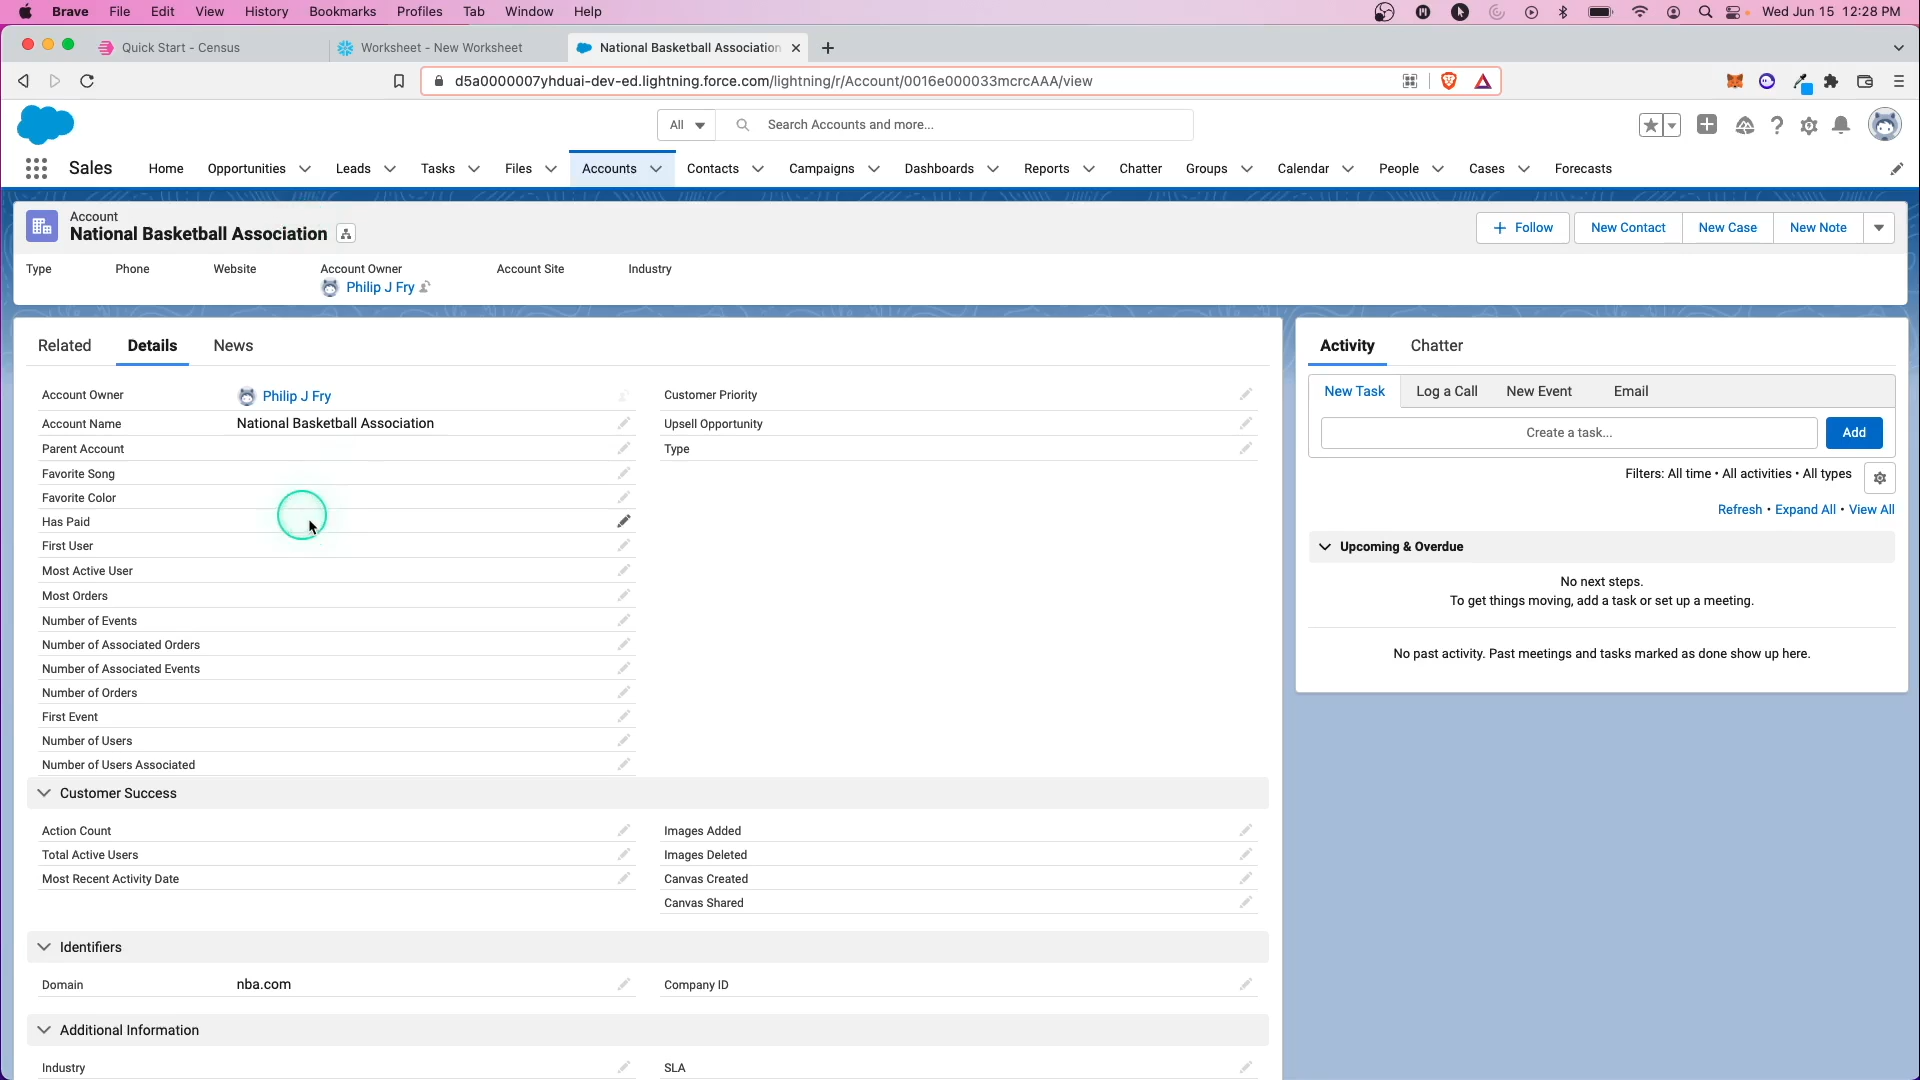 Brave File Edit View History Bookmarks Profiles Tab Window Help Wed Jun 15 12:28 PM
Quick Start - Census Worksheet - New Worksheet National Basketball Association
d5a0000007yhduai-dev-ed.lightning.force.com/lightning/r/Account/0016e000033mcrcAAA/view
All Search Accounts and more...
Sales Home Opportunities Leads Tasks Files Accounts Contacts Campaigns Dashboards Reports Chatter Groups Calendar People Cases Forecasts
Account
National Basketball Association
Follow New Contact New Case New Note
Type Phone Website Account Owner Account Site Industry
Philip J Fry
Related Details News
Account Owner Philip J Fry Customer Priority
Account Name National Basketball Association Upsell Opportunity
Parent Account Type
Favorite Song
Favorite Color
Has Paid
First User
Most Active User
Most Orders
Number of Events
Number of Associated Orders
Number of Associated Events
Number of Orders
First Event
Number of Users
Number of Users Associated
Customer Success
Action Count Images Added
Total Active Users Images Deleted
Most Recent Activity Date Canvas Created
Canvas Shared
Identifiers
Domain nba.com Company ID
Additional Information
Industry SLA
Activity Chatter
New Task Log a Call New Event Email
Create a task... Add
Filters: All time • All activities • All types
Refresh • Expand All • View All
Upcoming & Overdue
No next steps.
To get things moving, add a task or set up a meeting.
No past activity. Past meetings and tasks marked as done show up here.